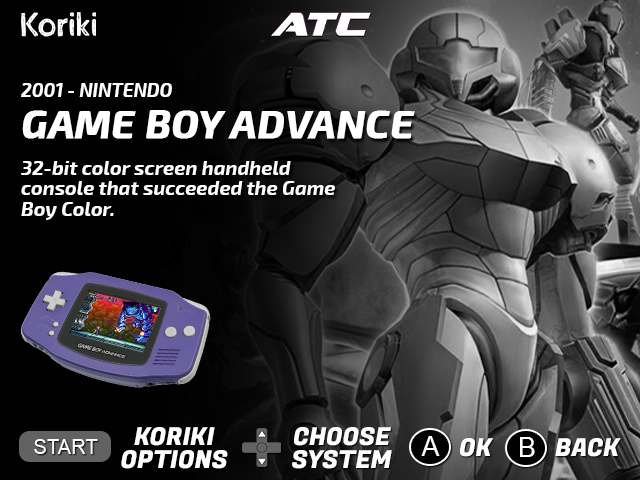 Koriki
ATC
2001 - NINTENDO
GAME BOY ADVANCE
32-bit color screen handheld
console that succeeded the Game
Boy Color.
GAME BOY ADVANCE
START
KORIKI
OPTIONS
CHOOSE
SYSTEM
A OK
B BACK